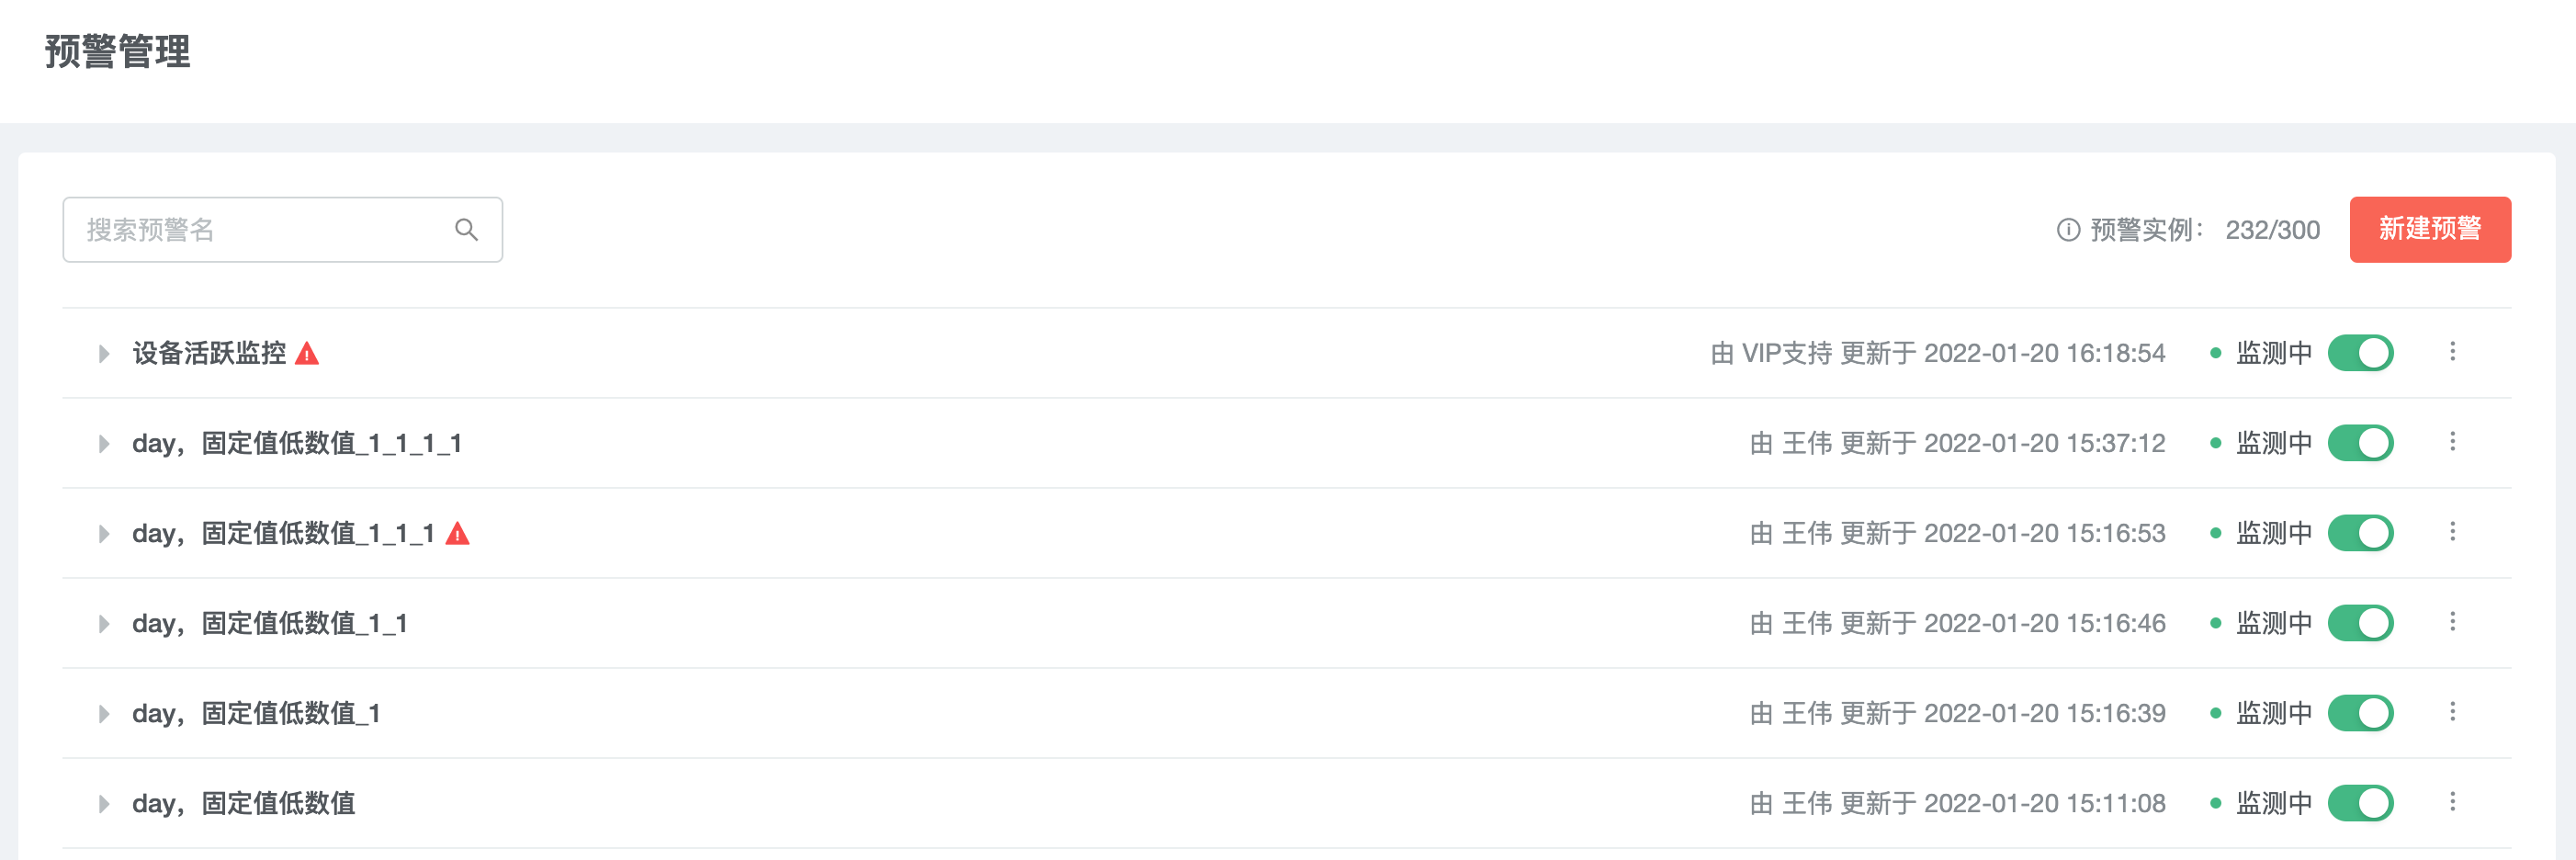 预警管理
搜索预警名
预警实例： 232/300 新建预警
设备活跃监控 由 VIP支持 更新于 2022-01-20 16:18:54 监测中
day，固定值低数值_1_1_1_1 由 王伟 更新于 2022-01-20 15:37:12 监测中
day，固定值低数值_1_1_1 由 王伟 更新于 2022-01-20 15:16:53 监测中
day，固定值低数值_1_1 由 王伟 更新于 2022-01-20 15:16:46 监测中
day，固定值低数值_1 由 王伟 更新于 2022-01-20 15:16:39 监测中
day，固定值低数值 由 王伟 更新于 2022-01-20 15:11:08 监测中